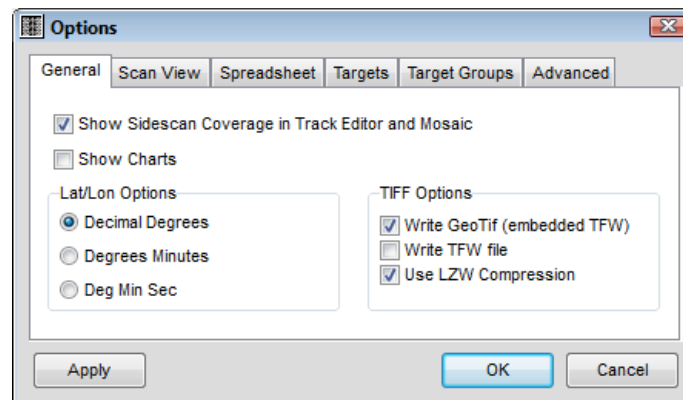 Options
General Scan View Spreadsheet Targets Target Groups Advanced
Show Sidescan Coverage in Track Editor and Mosaic
Show Charts
Lat/Lon Options
Decimal Degrees
Degrees Minutes
Deg Min Sec
TIFF Options
Write GeoTif (embedded TFW)
Write TFW file
Use LZW Compression
Apply OK Cancel